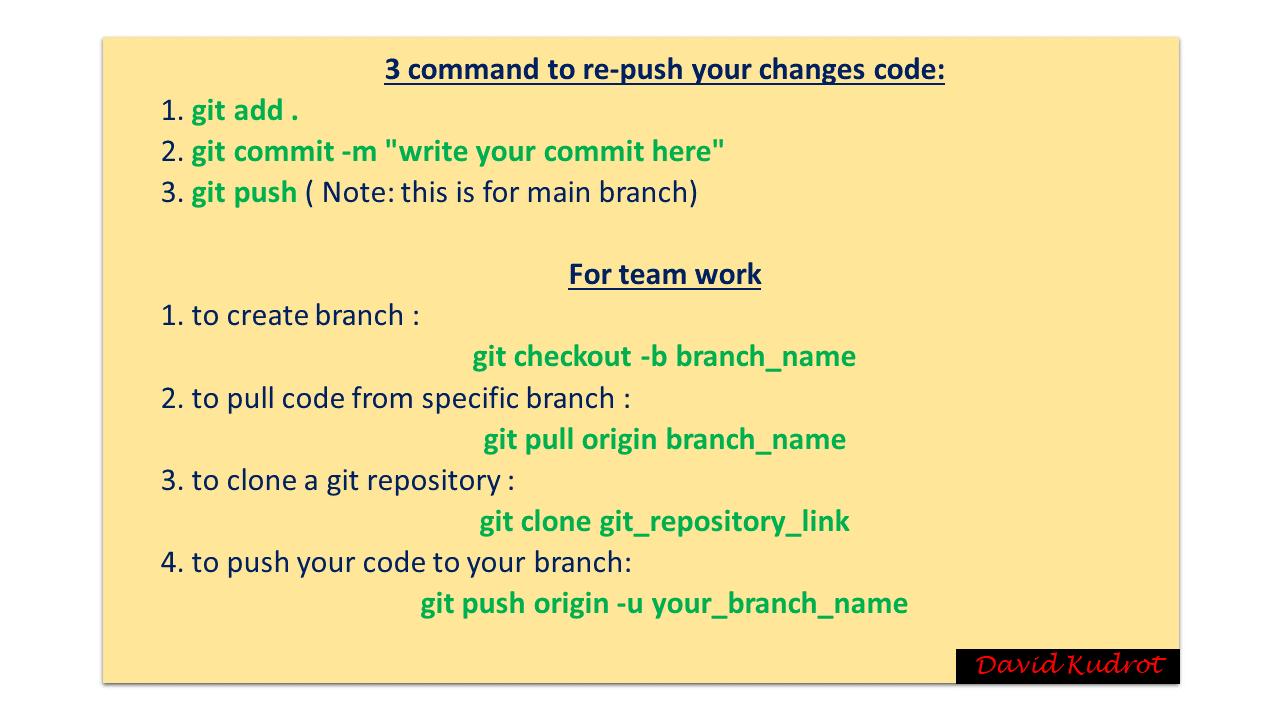 3 command to re-push your changes code:
1. git add .
2. git commit -m "write your commit here"
3. git push ( Note: this is for main branch)
For team work
1. to create branch :
git checkout -b branch_name
2. to pull code from specific branch :
git pull origin branch_name
3. to clone a git repository :
git clone git_repository_link
4. to push your code to your branch:
git push origin -u your_branch_name
David Kudrot